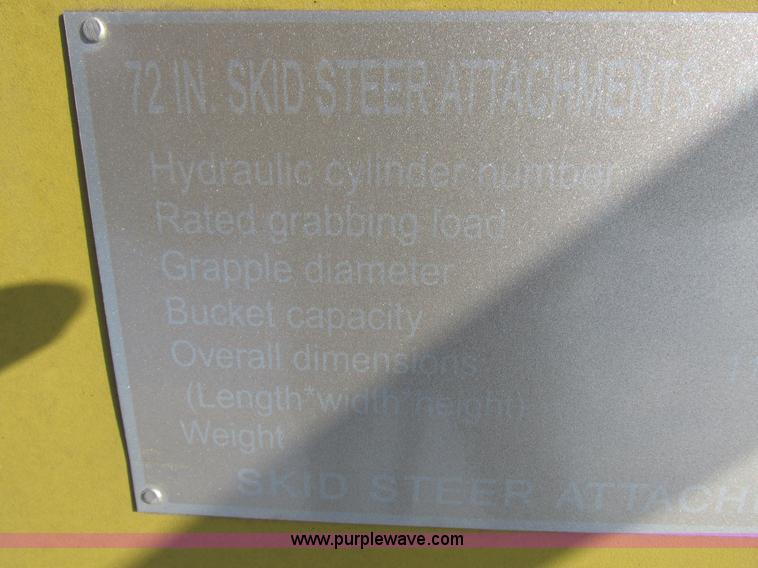 72 IN. SKID STEER ATTACHMENTS
Hydraulic cylinder number
Rated grabbing load
Grapple diameter
Bucket capacity
Overall dimensions
(Length*width*height)
Weight
SKID STEER ATTACH
www.purplewave.com